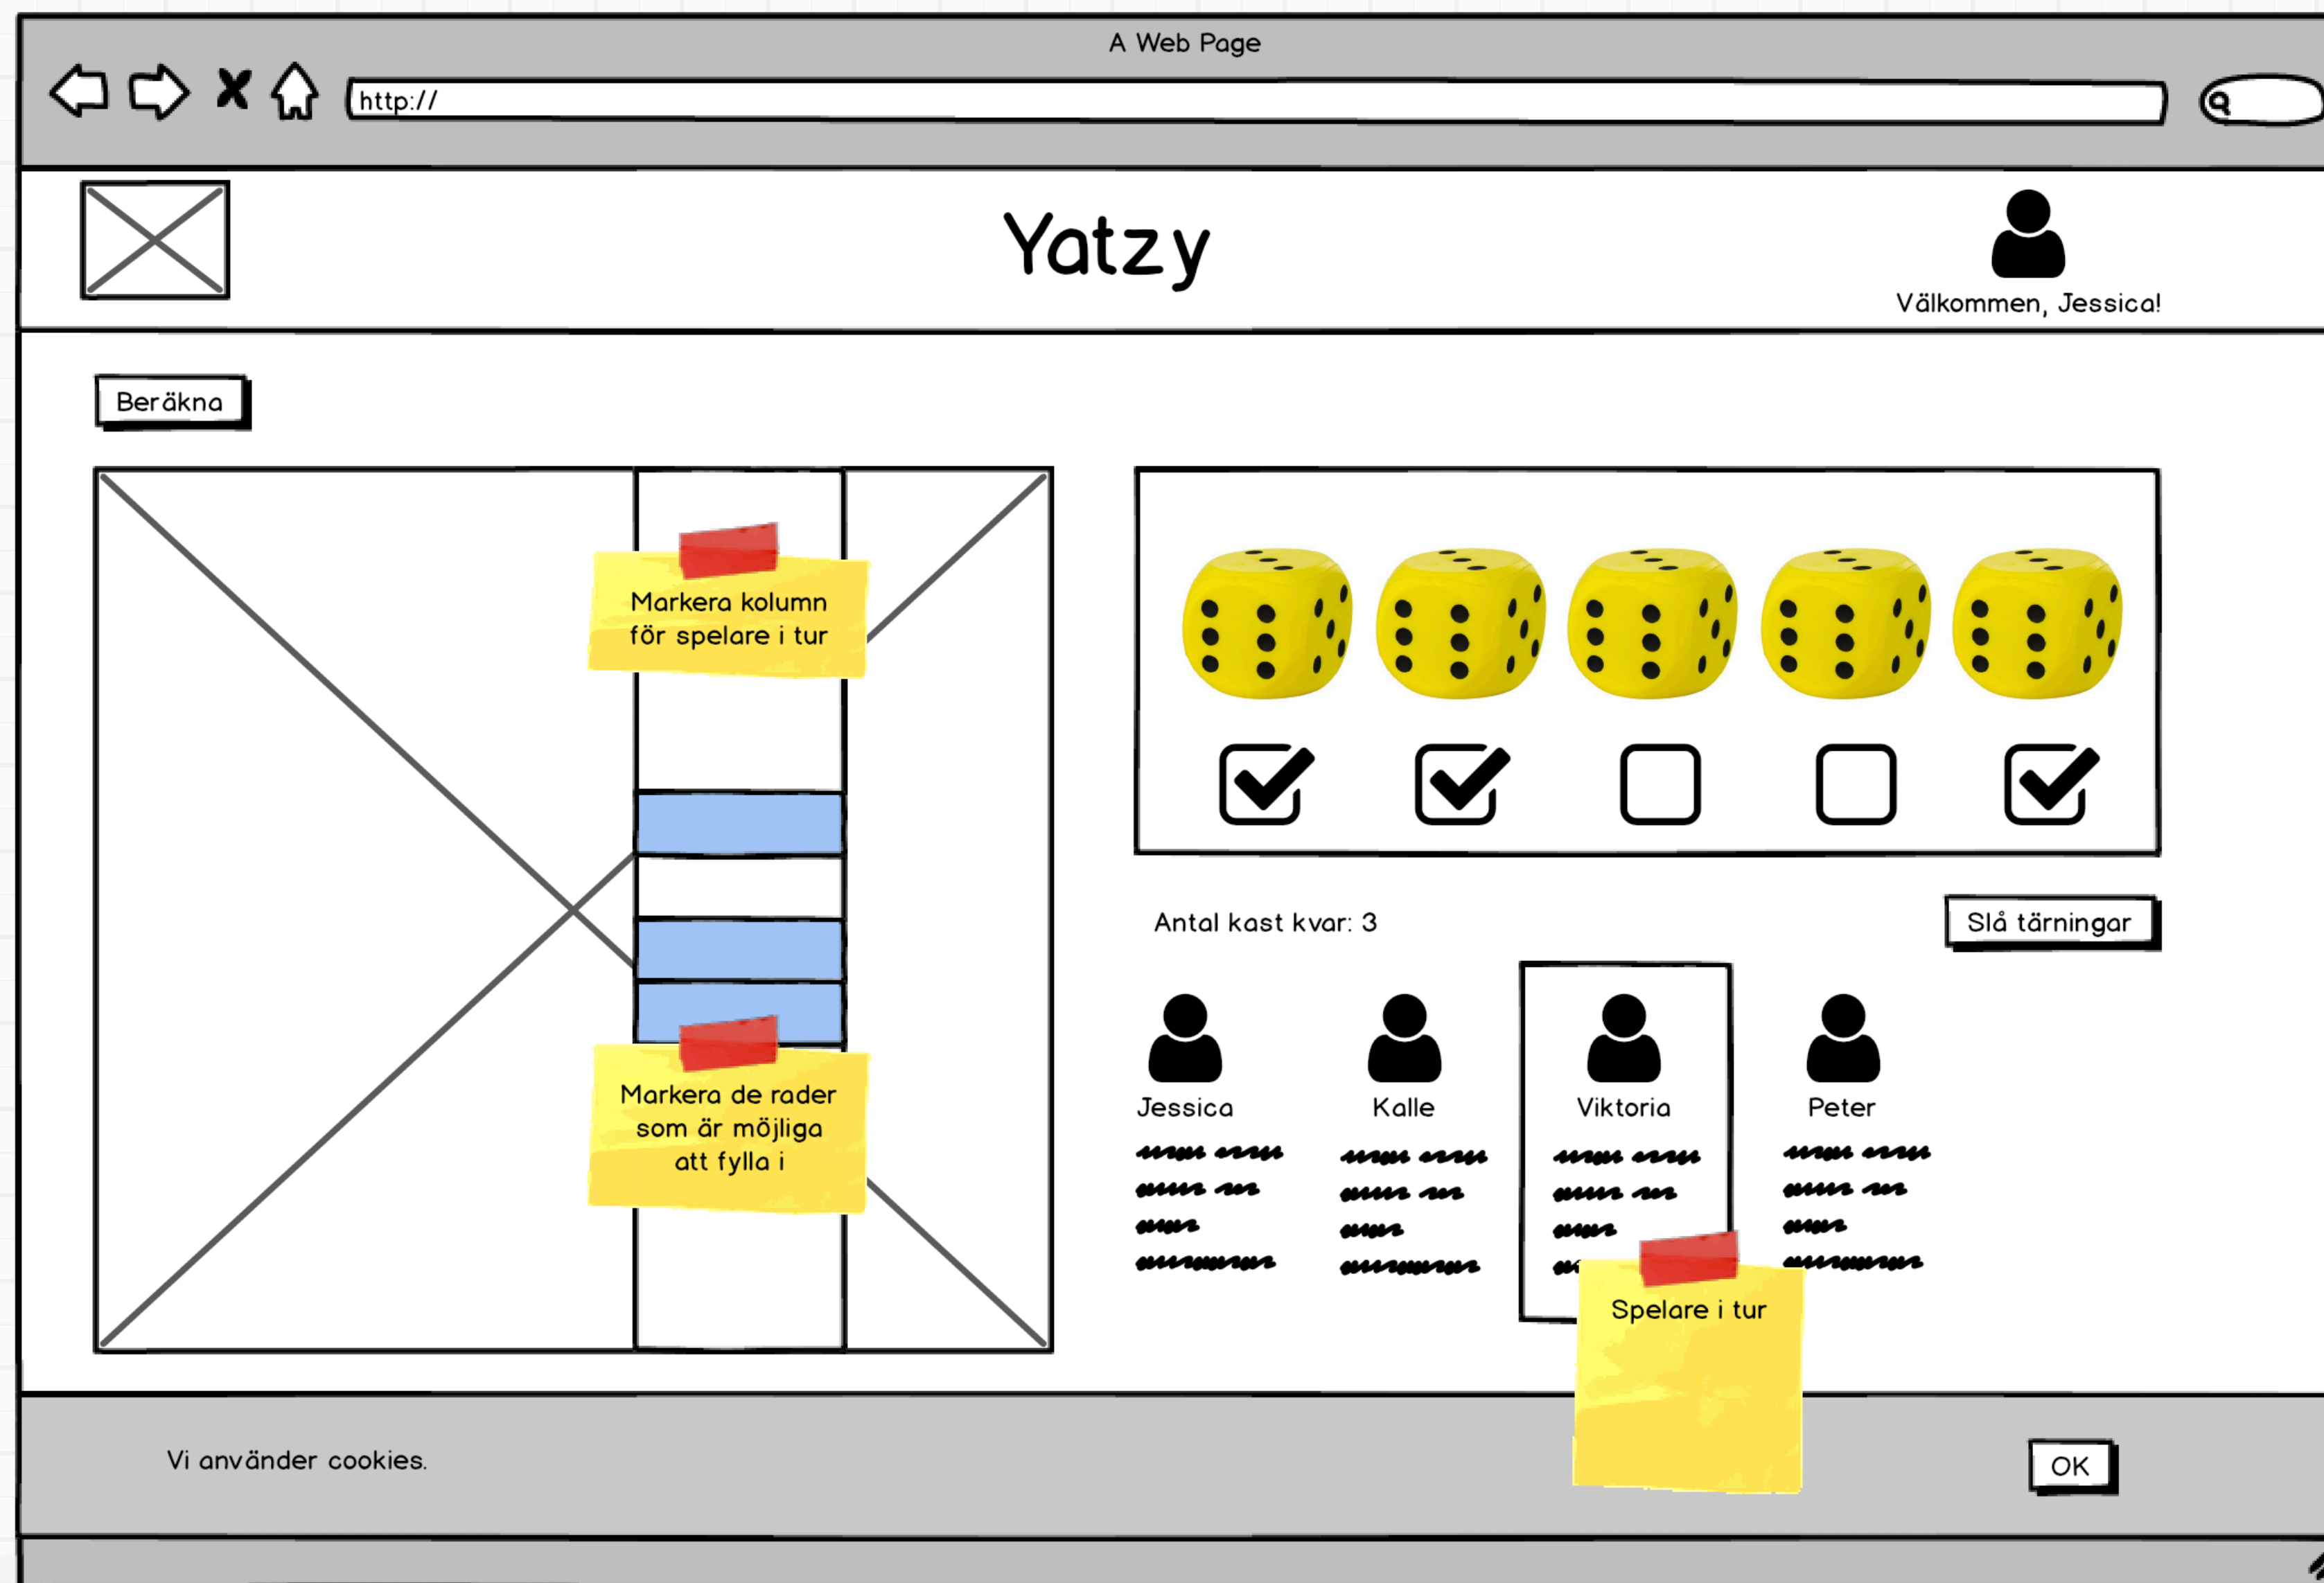 A Web Page
http://
Yatzy
Välkommen, Jessica!
Beräkna
Markera kolumn
för spelare i tur
Markera de rader
som är möjliga
att fylla i
Antal kast kvar: 3
Slå tärningar
Jessica
Kalle
Viktoria
Peter
Spelare i tur
Vi använder cookies.
OK